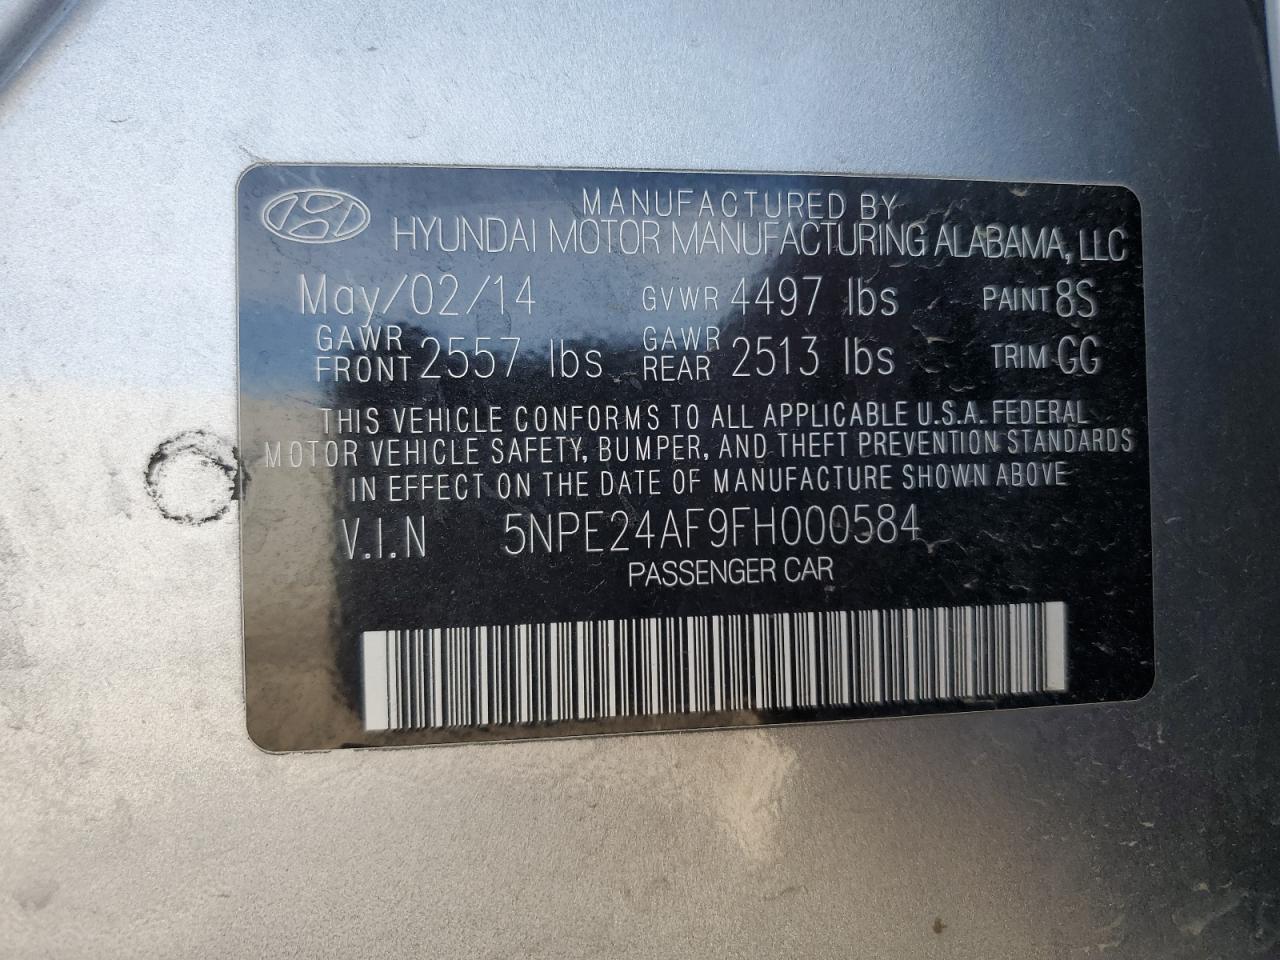 MANUFACTURED BY
HYUNDAI MOTOR MANUFACTURING ALABAMA, LLC
May/02/14 GVWR 4497 lbs PAINT 8S
GAWR FRONT 2557 lbs GAWR REAR 2513 lbs TRIM GG
THIS VEHICLE CONFORMS TO ALL APPLICABLE U.S.A. FEDERAL
MOTOR VEHICLE SAFETY, BUMPER, AND THEFT PREVENTION STANDARDS
IN EFFECT ON THE DATE OF MANUFACTURE SHOWN ABOVE
V.I.N 5NPE24AF9FH000584
PASSENGER CAR